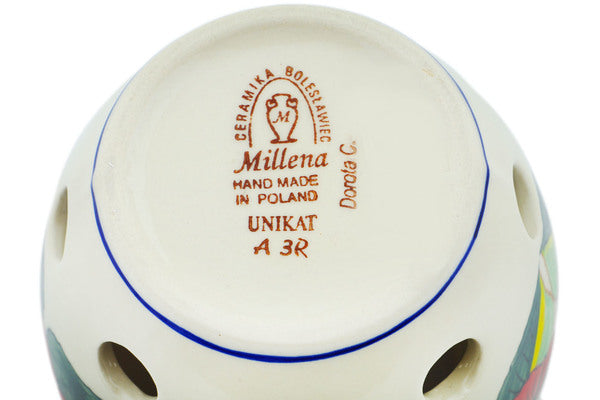 CERAMIKA BOLESŁAWIEC
M
Millena
HAND MADE
IN POLAND
UNIKAT
A 3R
Dorota C.